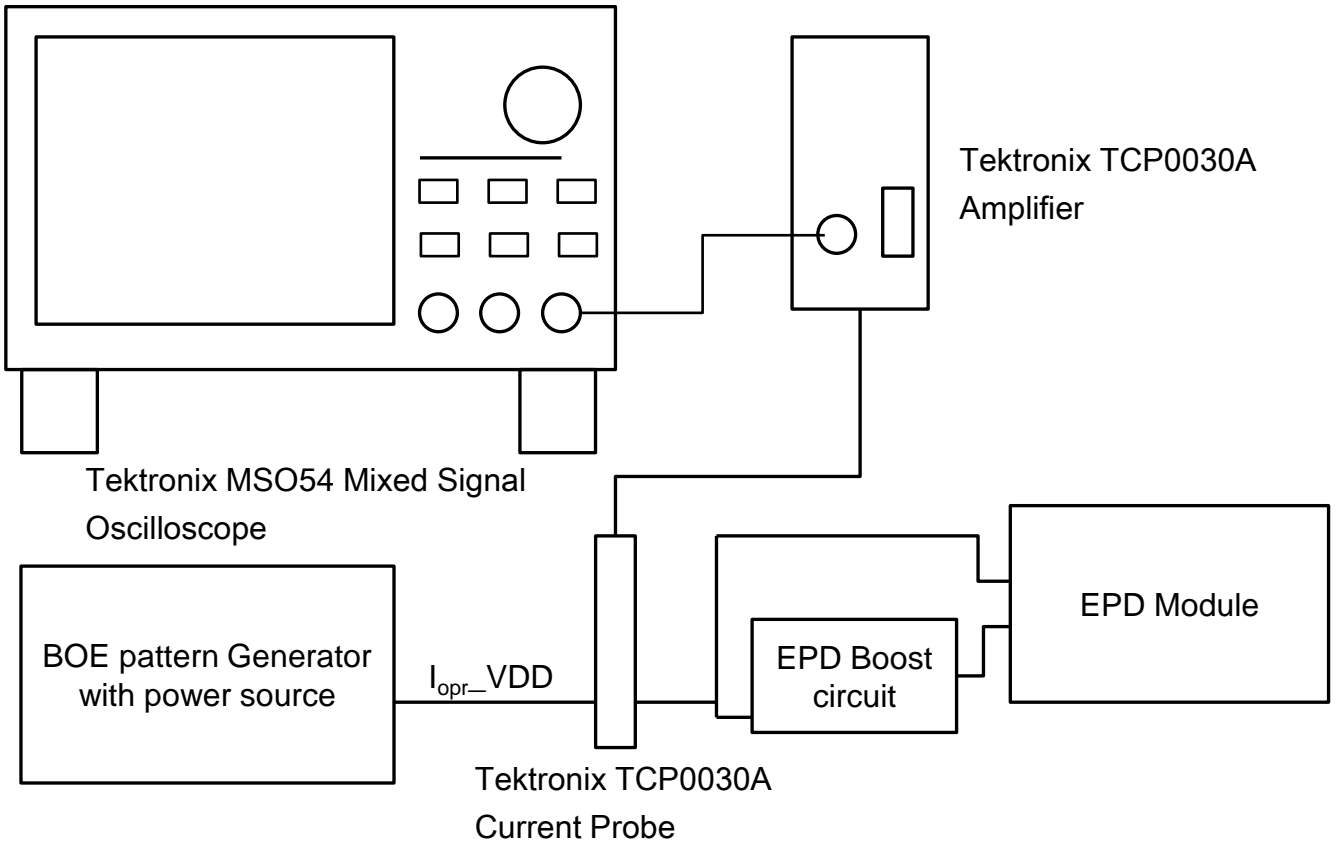 Tektronix TCP0030A
Amplifier
Tektronix MSO54 Mixed Signal
Oscilloscope
BOE pattern Generator
with power source
Iopr_VDD
EPD Boost
circuit
EPD Module
Tektronix TCP0030A
Current Probe